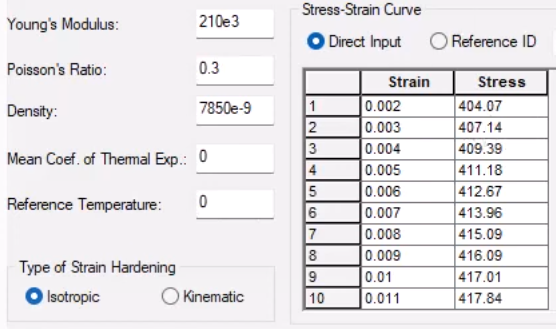 Young's Modulus: 210e3
Poisson's Ratio: 0.3
Density: 7850e-9
Mean Coef. of Thermal Exp.: 0
Reference Temperature: 0
Type of Strain Hardening
Isotropic Kinematic
Stress-Strain Curve
Direct Input Reference ID
Strain Stress
1 0.002 404.07
2 0.003 407.14
3 0.004 409.39
4 0.005 411.18
5 0.006 412.67
6 0.007 413.96
7 0.008 415.09
8 0.009 416.09
9 0.01 417.01
10 0.011 417.84